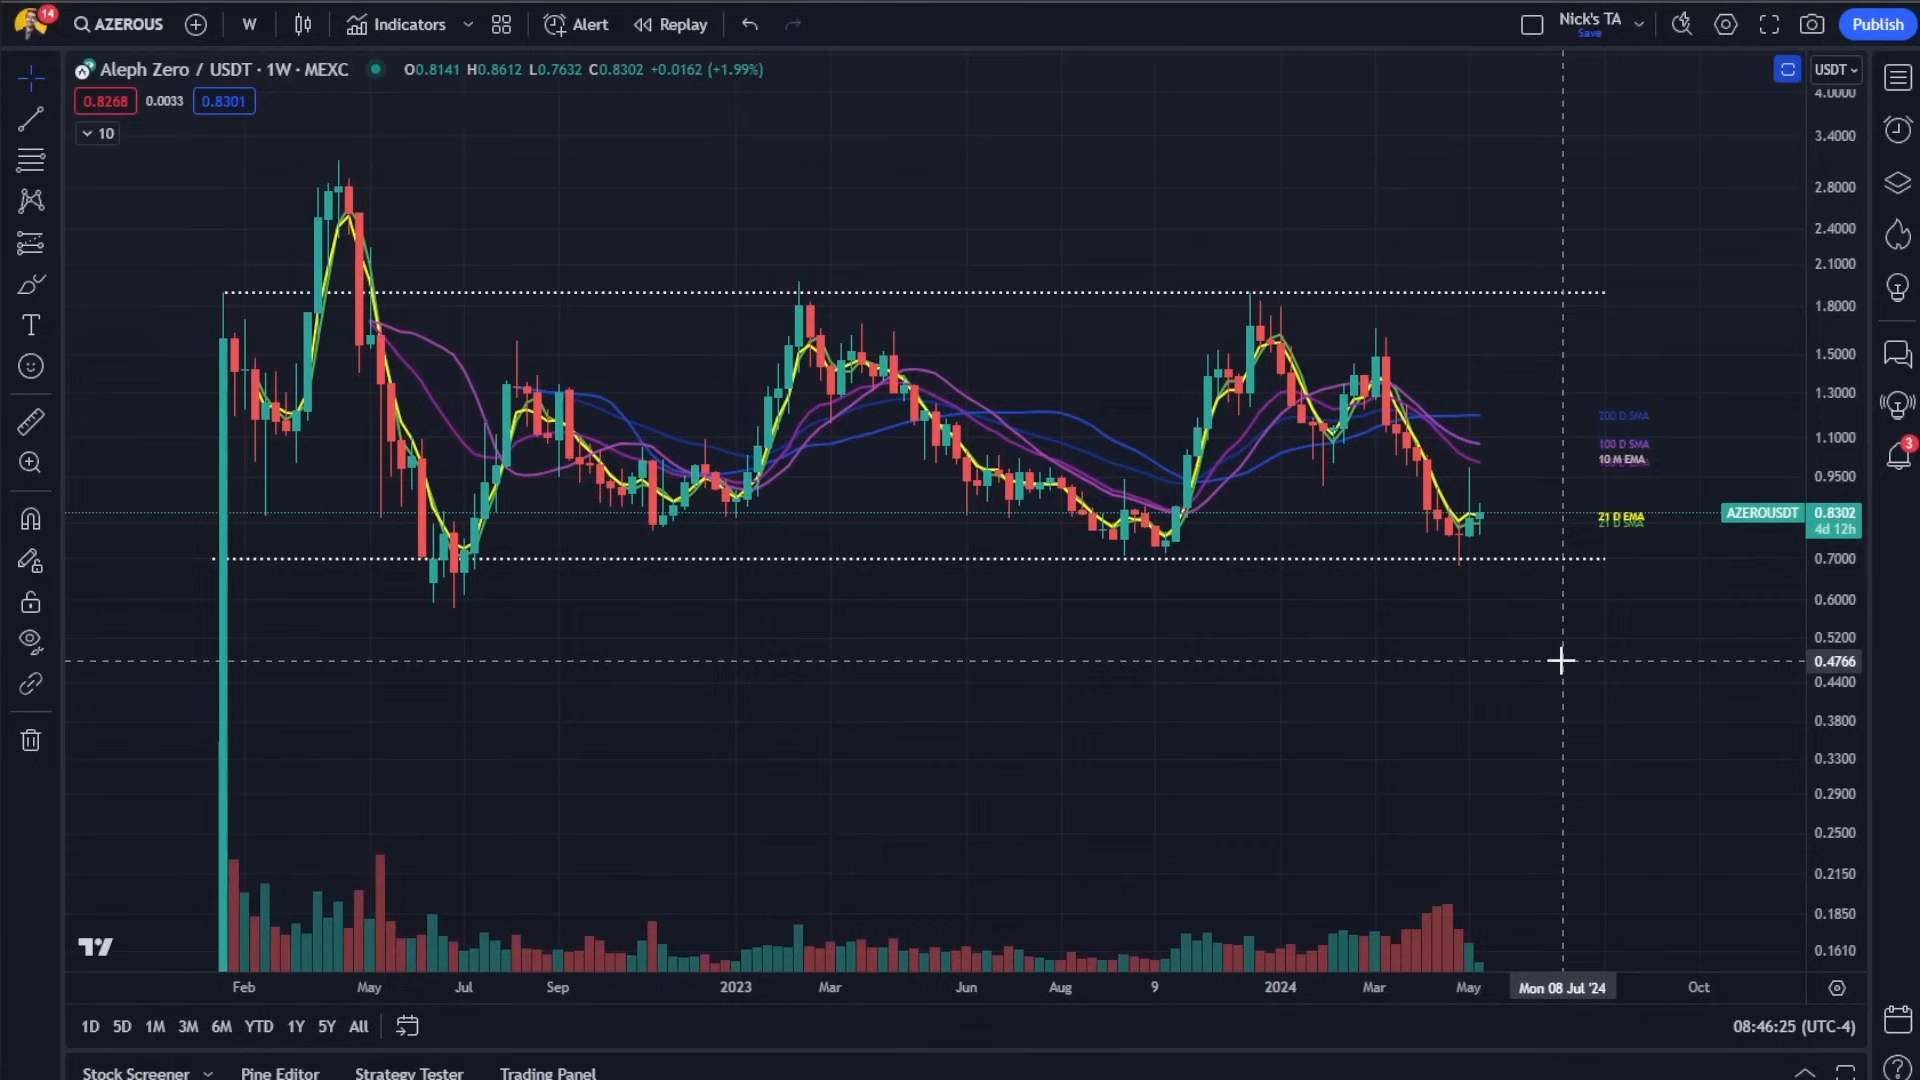 14
AZEROUS
W
Indicators
Alert
Replay
Nick's TA
Save
Publish
Aleph Zero / USDT · 1W · MEXC
O0.8141 H0.8612 L0.7632 C0.8302 +0.0162 (+1.99%)
USDT
0.8268
0.0033
0.8301
10
4.0000
3.4000
2.8000
2.4000
2.1000
1.8000
1.5000
1.3000
1.1000
0.9500
AZEROUSDT
0.8302
4d 12h
0.7000
0.6000
0.5200
0.4766
0.4400
0.3800
0.3300
0.2900
0.2500
0.2150
0.1850
0.1610
200 D SMA
100 D SMA
10 M EMA
21 D EMA
21 D SMA
3
Feb
May
Jul
Sep
2023
Mar
Jun
Aug
9
2024
Mar
May
Mon 08 Jul '24
Oct
1D 5D 1M 3M 6M YTD 1Y 5Y All
08:46:25 (UTC-4)
Stock Screener
Pine Editor
Strategy Tester
Trading Panel